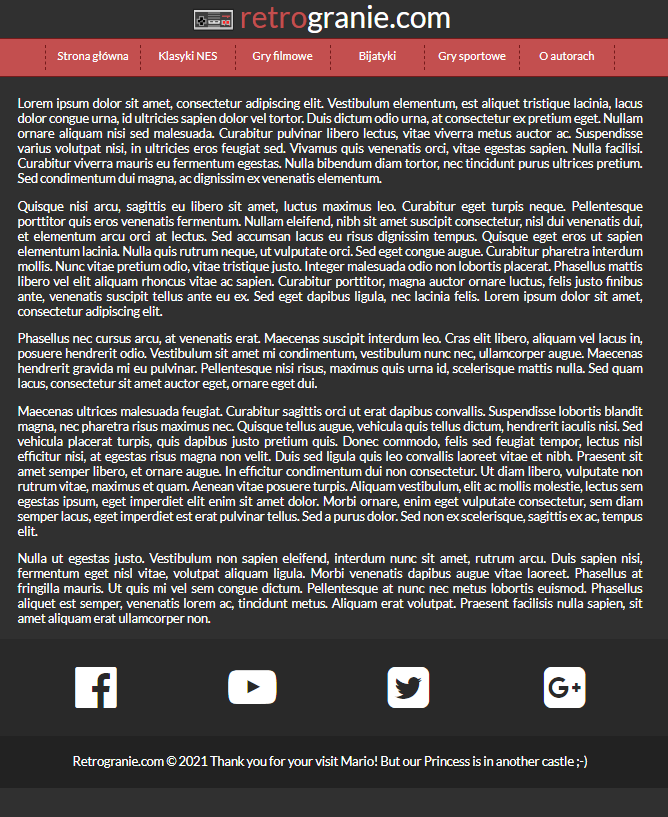 retrogranie.com
Strona główna Klasyki NES Gry filmowe Bijatyki Gry sportowe O autorach
Lorem ipsum dolor sit amet, consectetur adipiscing elit. Vestibulum elementum, est aliquet tristique lacinia, lacus
dolor congue urna, id ultricies sapien dolor vel tortor. Duis dictum odio urna, at consectetur ex pretium eget. Nullam
ornare aliquam nisi sed malesuada. Curabitur pulvinar libero lectus, vitae viverra metus auctor ac. Suspendisse
varius volutpat nisi, in ultricies eros feugiat sed. Vivamus quis venenatis orci, vitae egestas sapien. Nulla facilisi.
Curabitur viverra mauris eu fermentum egestas. Nulla bibendum diam tortor, nec tincidunt purus ultrices pretium.
Sed condimentum dui magna, ac dignissim ex venenatis elementum.
Quisque nisi arcu, sagittis eu libero sit amet, luctus maximus leo. Curabitur eget turpis neque. Pellentesque
porttitor quis eros venenatis fermentum. Nullam eleifend, nibh sit amet suscipit consectetur, nisl dui venenatis dui,
et elementum arcu orci at lectus. Sed accumsan lacus eu risus dignissim tempus. Quisque eget eros ut sapien
elementum lacinia. Nulla quis rutrum neque, ut vulputate orci. Sed eget congue augue. Curabitur pharetra interdum
mollis. Nunc vitae pretium odio, vitae tristique justo. Integer malesuada odio non lobortis placerat. Phasellus mattis
libero vel elit aliquam rhoncus vitae ac sapien. Curabitur porttitor, magna auctor ornare luctus, felis justo finibus
ante, venenatis suscipit tellus ante eu ex. Sed eget dapibus ligula, nec lacinia felis. Lorem ipsum dolor sit amet,
consectetur adipiscing elit.
Phasellus nec cursus arcu, at venenatis erat. Maecenas suscipit interdum leo. Cras elit libero, aliquam vel lacus in,
posuere hendrerit odio. Vestibulum sit amet mi condimentum, vestibulum nunc nec, ullamcorper augue. Maecenas
hendrerit gravida mi eu pulvinar. Pellentesque nisi risus, maximus quis urna id, scelerisque mattis nulla. Sed quam
lacus, consectetur sit amet auctor eget, ornare eget dui.
Maecenas ultrices malesuada feugiat. Curabitur sagittis orci ut erat dapibus convallis. Suspendisse lobortis blandit
magna, nec pharetra risus maximus nec. Quisque tellus augue, vehicula quis tellus dictum, hendrerit iaculis nisi. Sed
vehicula placerat turpis, quis dapibus justo pretium quis. Donec commodo, felis sed feugiat tempor, lectus nisl
efficitur nisi, at egestas risus magna non velit. Duis sed ligula quis leo convallis laoreet vitae et nibh. Praesent sit
amet semper libero, et ornare augue. In efficitur condimentum dui non consectetur. Ut diam libero, vulputate non
rutrum vitae, maximus et quam. Aenean vitae posuere turpis. Aliquam vestibulum, elit ac mollis molestie, lectus sem
egestas ipsum, eget imperdiet elit enim sit amet dolor. Morbi ornare, enim eget vulputate consectetur, sem diam
semper lacus, eget imperdiet est erat pulvinar tellus. Sed a purus dolor. Sed non ex scelerisque, sagittis ex ac, tempus
elit.
Nulla ut egestas justo. Vestibulum non sapien eleifend, interdum nunc sit amet, rutrum arcu. Duis sapien nisi,
fermentum eget nisl vitae, volutpat aliquam ligula. Morbi venenatis dapibus augue vitae laoreet. Phasellus at
fringilla mauris. Ut quis mi vel sem congue dictum. Pellentesque at nunc nec metus lobortis euismod. Phasellus
aliquet est semper, venenatis lorem ac, tincidunt metus. Aliquam erat volutpat. Praesent facilisis nulla sapien, sit
amet aliquam erat ullamcorper non.
Retrogranie.com © 2021 Thank you for your visit Mario! But our Princess is in another castle ;-)